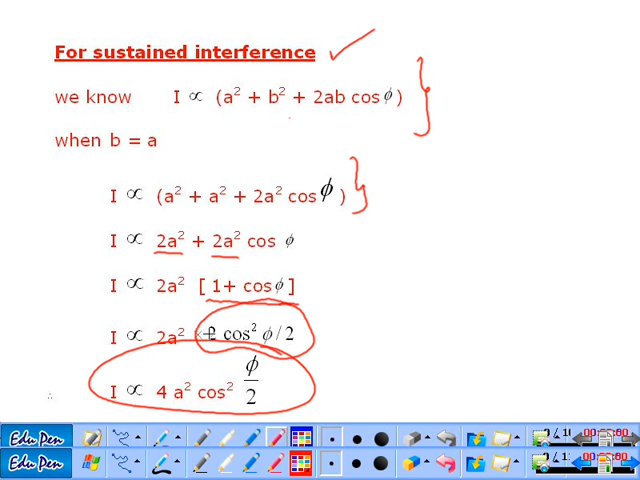 For sustained interference
we know I ∝ (a² + b² + 2ab cos ϕ)
when b = a
I ∝ (a² + a² + 2a² cos ϕ)
I ∝ 2a² + 2a² cos ϕ
I ∝ 2a² [ 1+ cos ϕ ]
I ∝ 2a² cos² ϕ / 2
∴ I ∝ 4 a² cos² ϕ/2
Edu Pen
Edu Pen